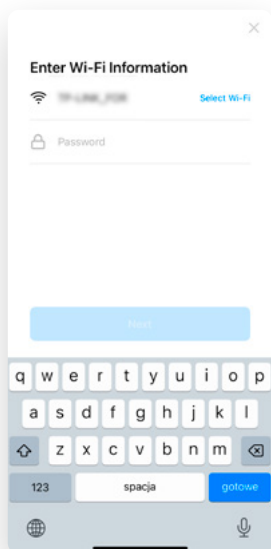 Enter Wi-Fi Information
Select Wi-Fi
Password
Next
q w e r t y u i o p
a s d f g h j k l
z x c v b n m
123 spacja gotowe